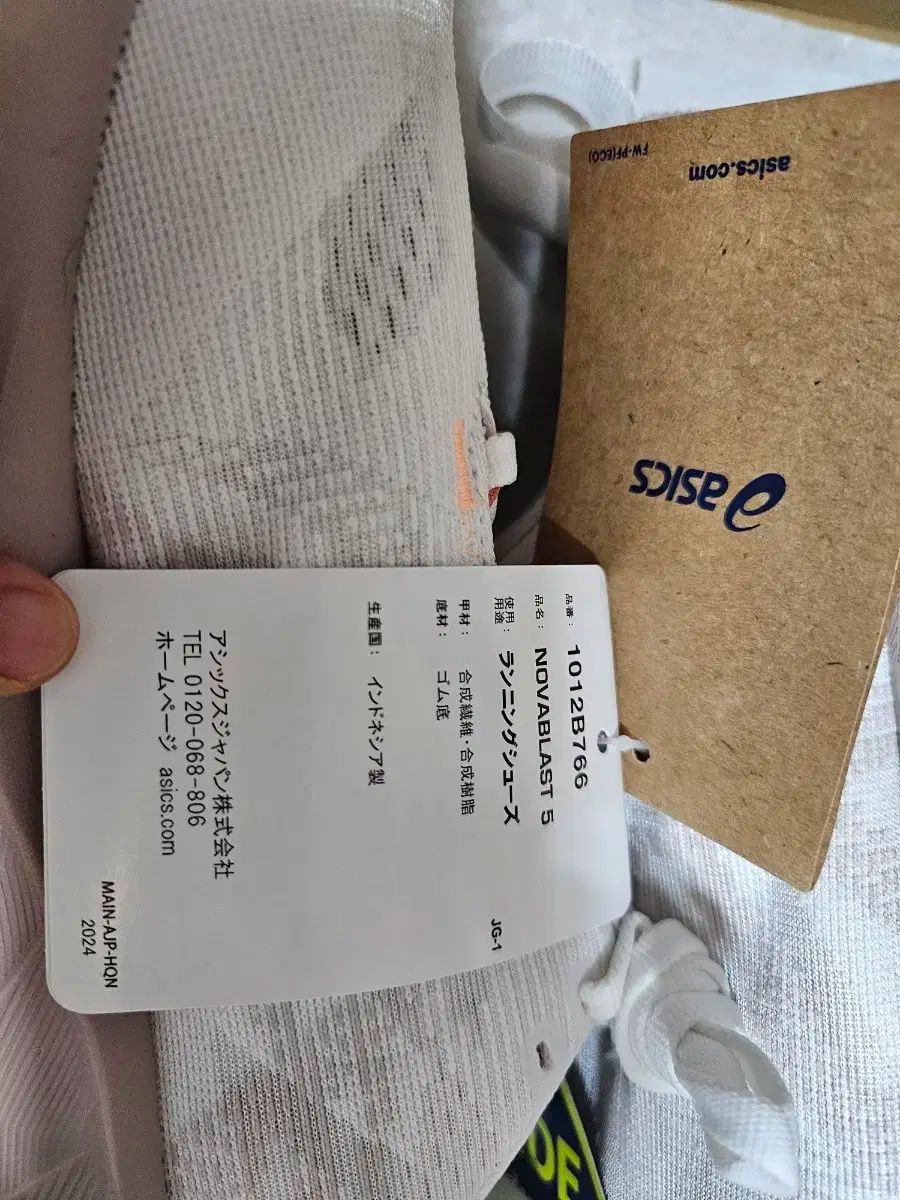 品番： 1012B766
品名： NOVABLAST 5
使用
用途： ランニングシューズ
JG-1
甲材： 合成繊維・合成樹脂
底材： ゴム底
生産国： インドネシア製
アシックスジャパン株式会社
TEL 0120-068-806
ホームページ asics.com
MAIN-AJP-HQN
2024
asics
asics.com
FW-PF(ECO)